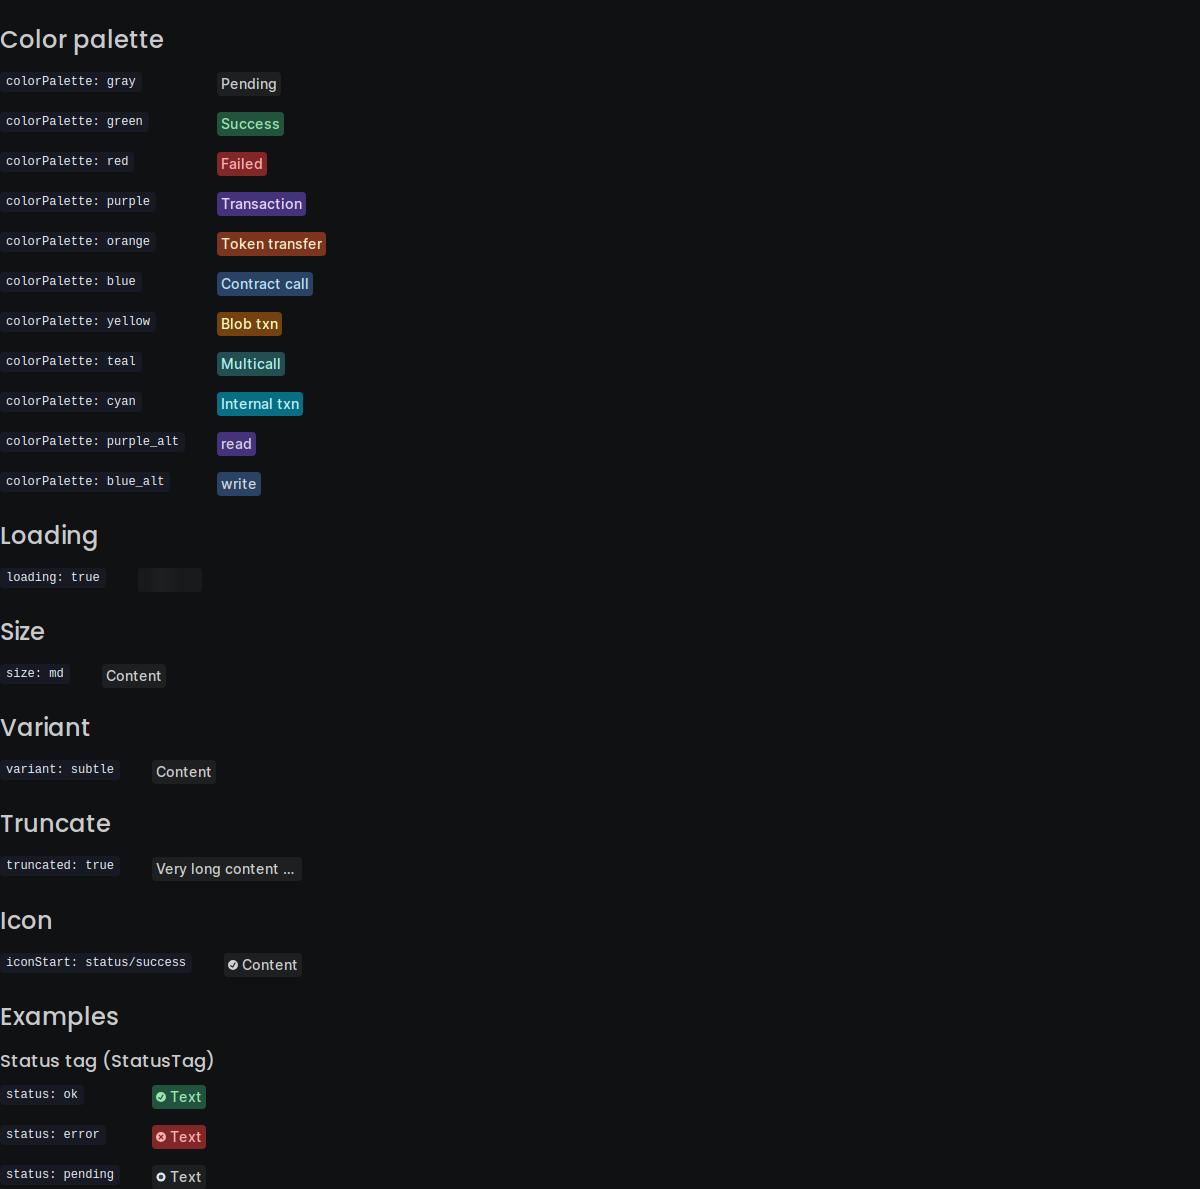 Color palette
colorPalette: gray Pending
colorPalette: green Success
colorPalette: red Failed
colorPalette: purple Transaction
colorPalette: orange Token transfer
colorPalette: blue Contract call
colorPalette: yellow Blob txn
colorPalette: teal Multicall
colorPalette: cyan Internal txn
colorPalette: purple_alt read
colorPalette: blue_alt write
Loading
loading: true
Size
size: md Content
Variant
variant: subtle Content
Truncate
truncated: true Very long content ...
Icon
iconStart: status/success Content
Examples
Status tag (StatusTag)
status: ok Text
status: error Text
status: pending Text